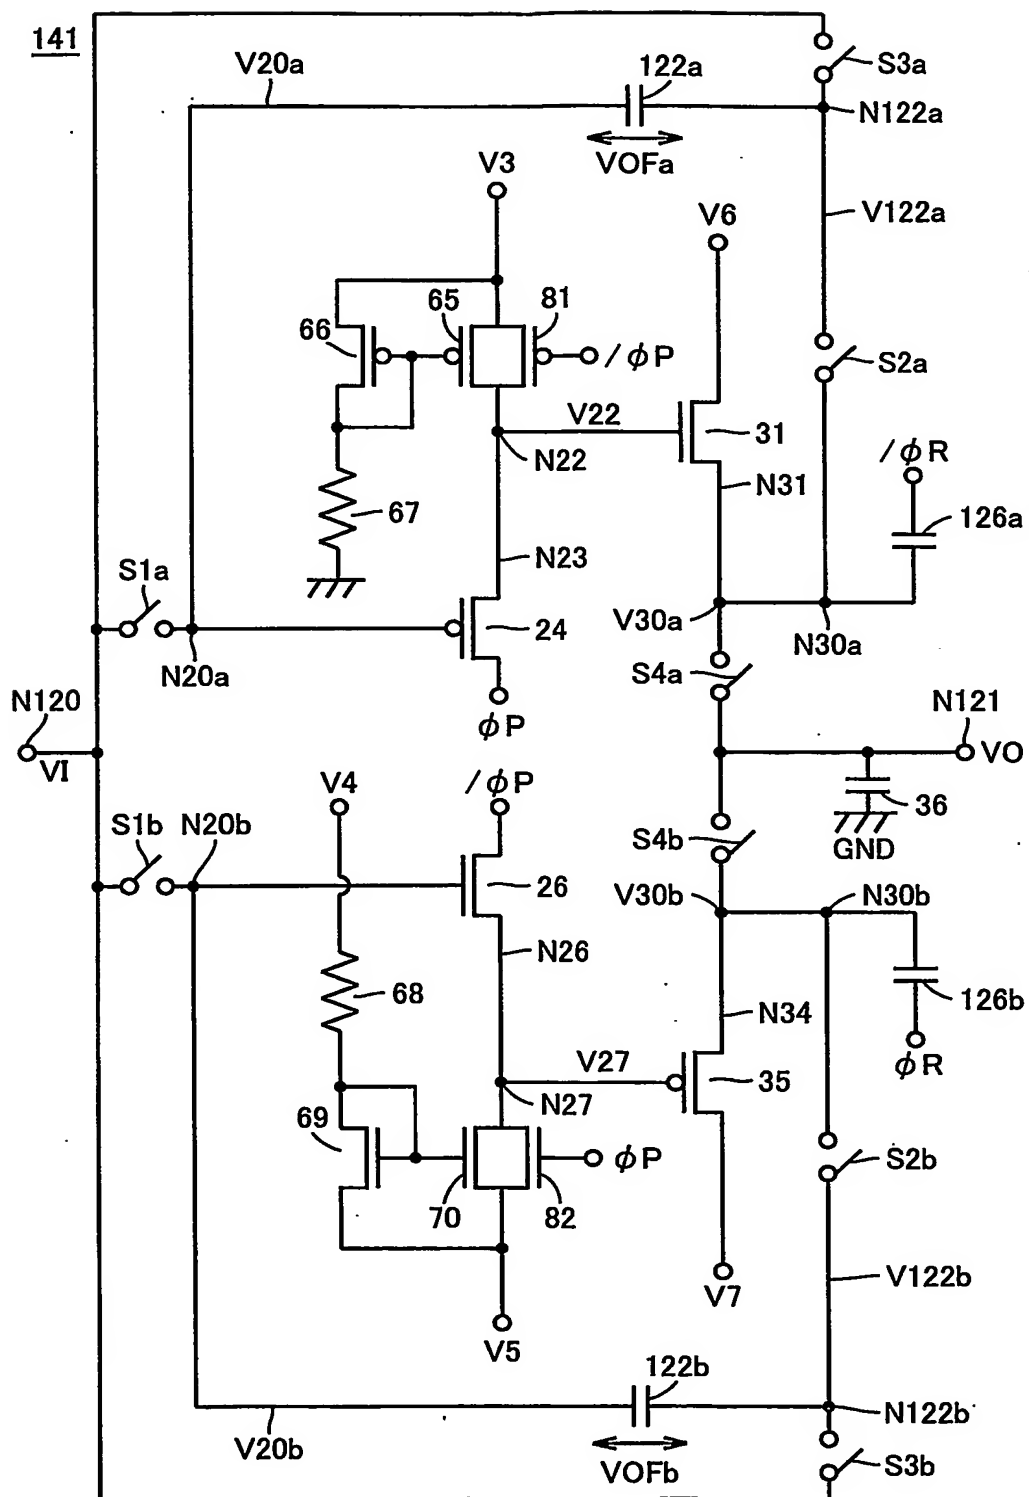 141
V20a
122a
S3a
N122a
VOFa
V3
V6
V122a
66
65
81
/φP
S2a
V22
31
N22
N31
/φR
67
126a
S1a
N23
24
V30a
N30a
N20a
S4a
φP
N120
N121
VI
VO
V4
/φP
36
S1b
N20b
S4b
GND
26
V30b
N30b
N26
68
126b
N34
V27
φR
35
N27
69
φP
S2b
70
82
V122b
V7
V5
122b
N122b
V20b
VOFb
S3b